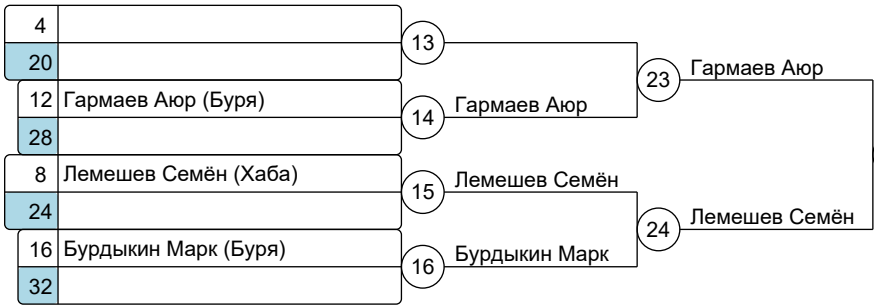 4
20
13
12 Гармаев Аюр (Буря)
28
14
Гармаев Аюр
23
Гармаев Аюр
8 Лемешев Семён (Хаба)
24
15
Лемешев Семён
16 Бурдыкин Марк (Буря)
32
16
Бурдыкин Марк
24
Лемешев Семён